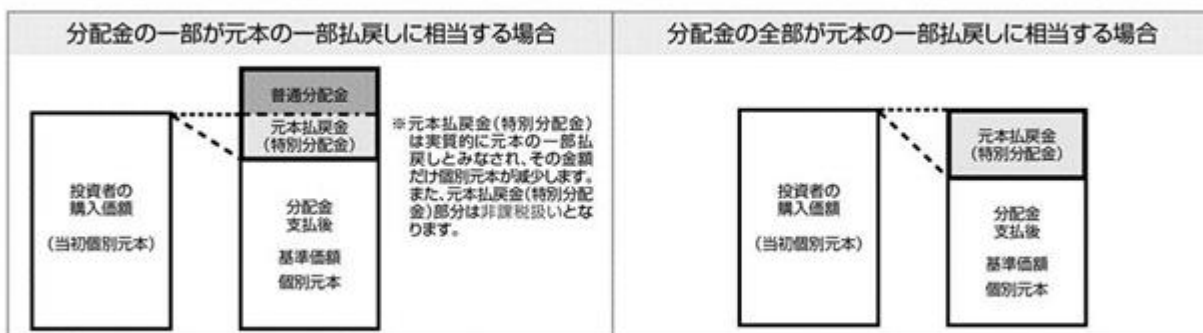 分配金の一部が元本の一部払戻しに相当する場合
普通分配金
元本払戻金
(特別分配金)
投資者の
購入価額
(当初個別元本)
分配金
支払後
基準価額
個別元本
※元本払戻金(特別分配金)
は実質的に元本の一部払
戻しとみなされ、その金額
だけ個別元本が減少します。
また、元本払戻金(特別分配
金)部分は非課税扱いとな
ります。
分配金の全部が元本の一部払戻しに相当する場合
元本払戻金
(特別分配金)
投資者の
購入価額
(当初個別元本)
分配金
支払後
基準価額
個別元本